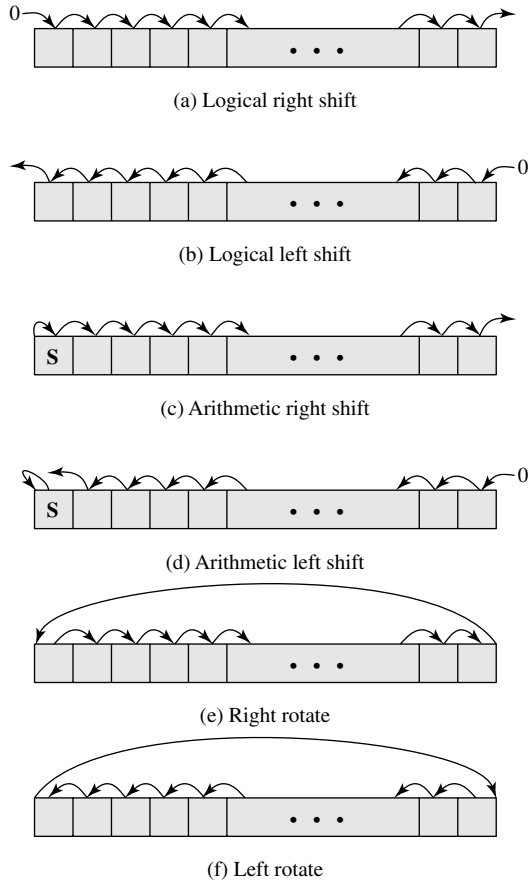 0
(a) Logical right shift
0
(b) Logical left shift
S
(c) Arithmetic right shift
0
S
(d) Arithmetic left shift
(e) Right rotate
(f) Left rotate